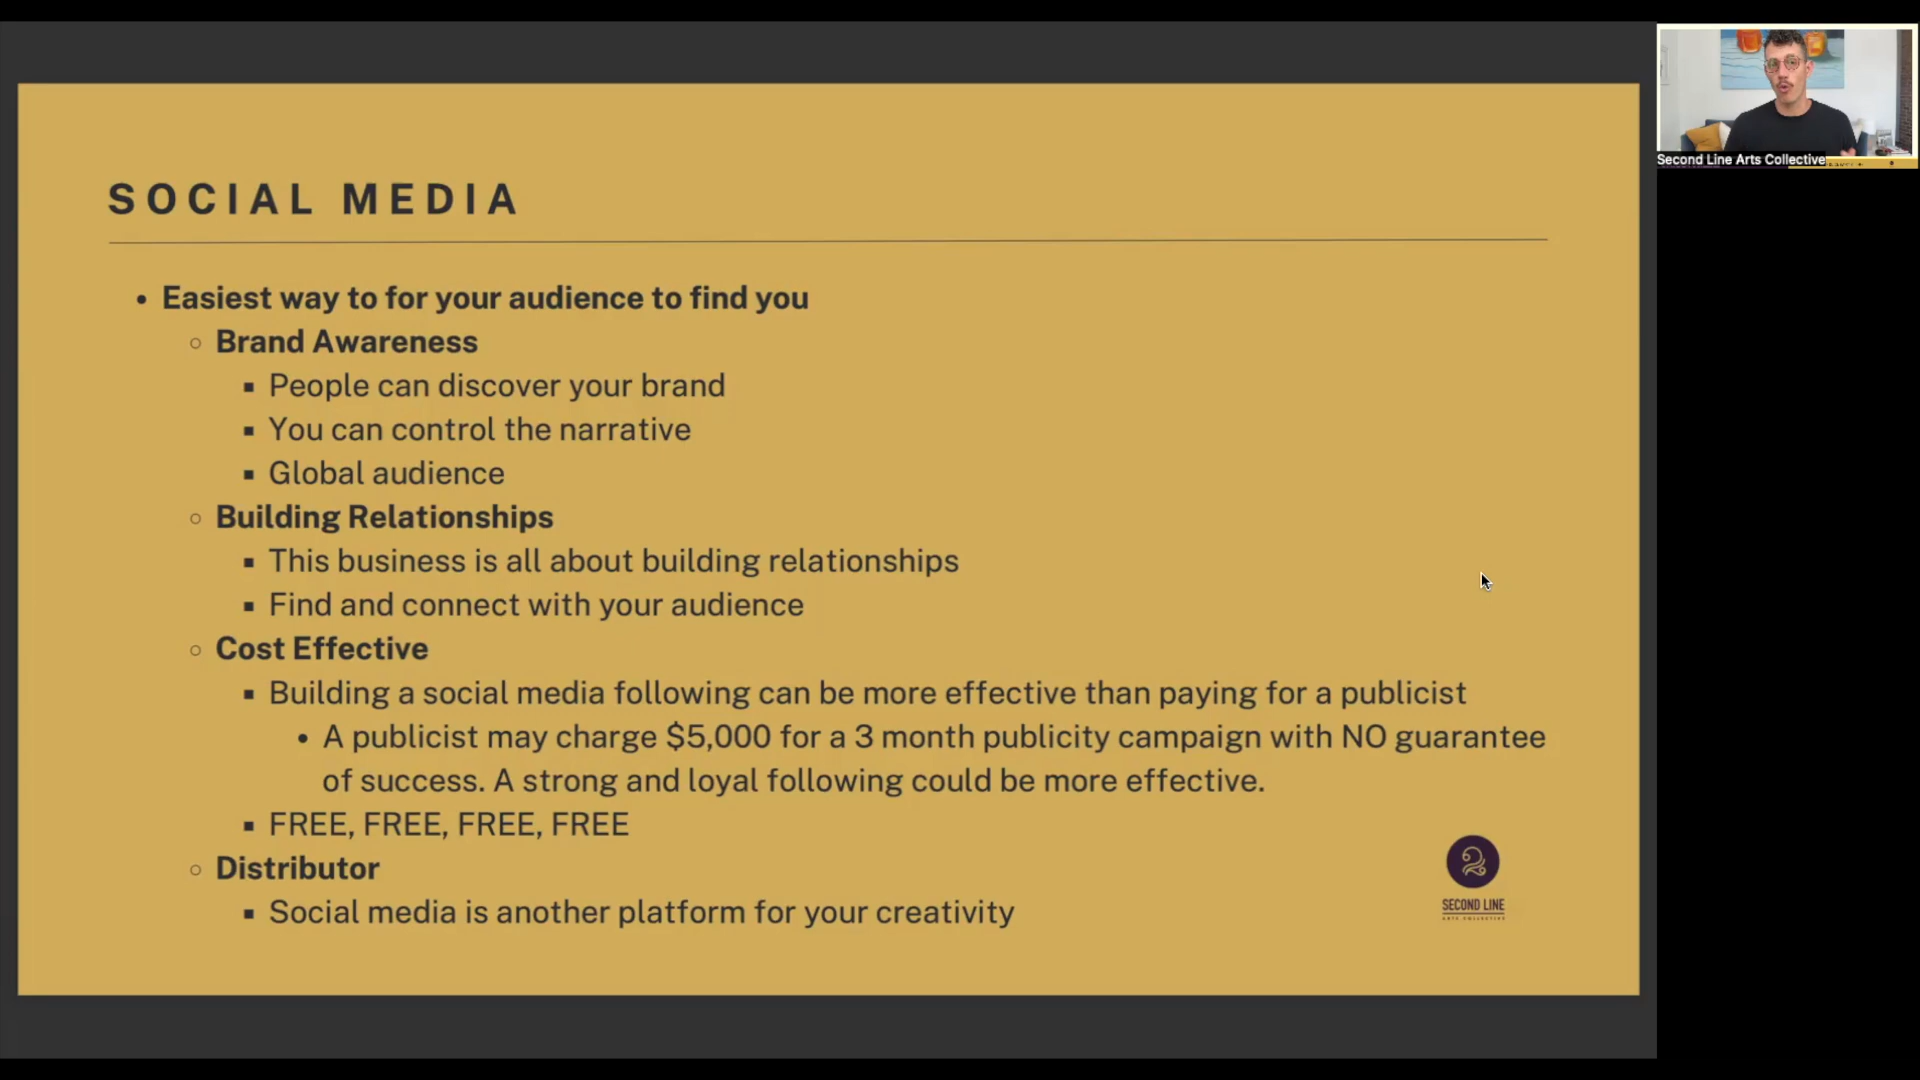 SOCIAL MEDIA
• Easiest way to for your audience to find you
○ Brand Awareness
▪ People can discover your brand
▪ You can control the narrative
▪ Global audience
○ Building Relationships
▪ This business is all about building relationships
▪ Find and connect with your audience
○ Cost Effective
▪ Building a social media following can be more effective than paying for a publicist
• A publicist may charge $5,000 for a 3 month publicity campaign with NO guarantee
of success. A strong and loyal following could be more effective.
▪ FREE, FREE, FREE, FREE
○ Distributor
▪ Social media is another platform for your creativity
SECOND LINE
ARTS COLLECTIVE
Second Line Arts Collective